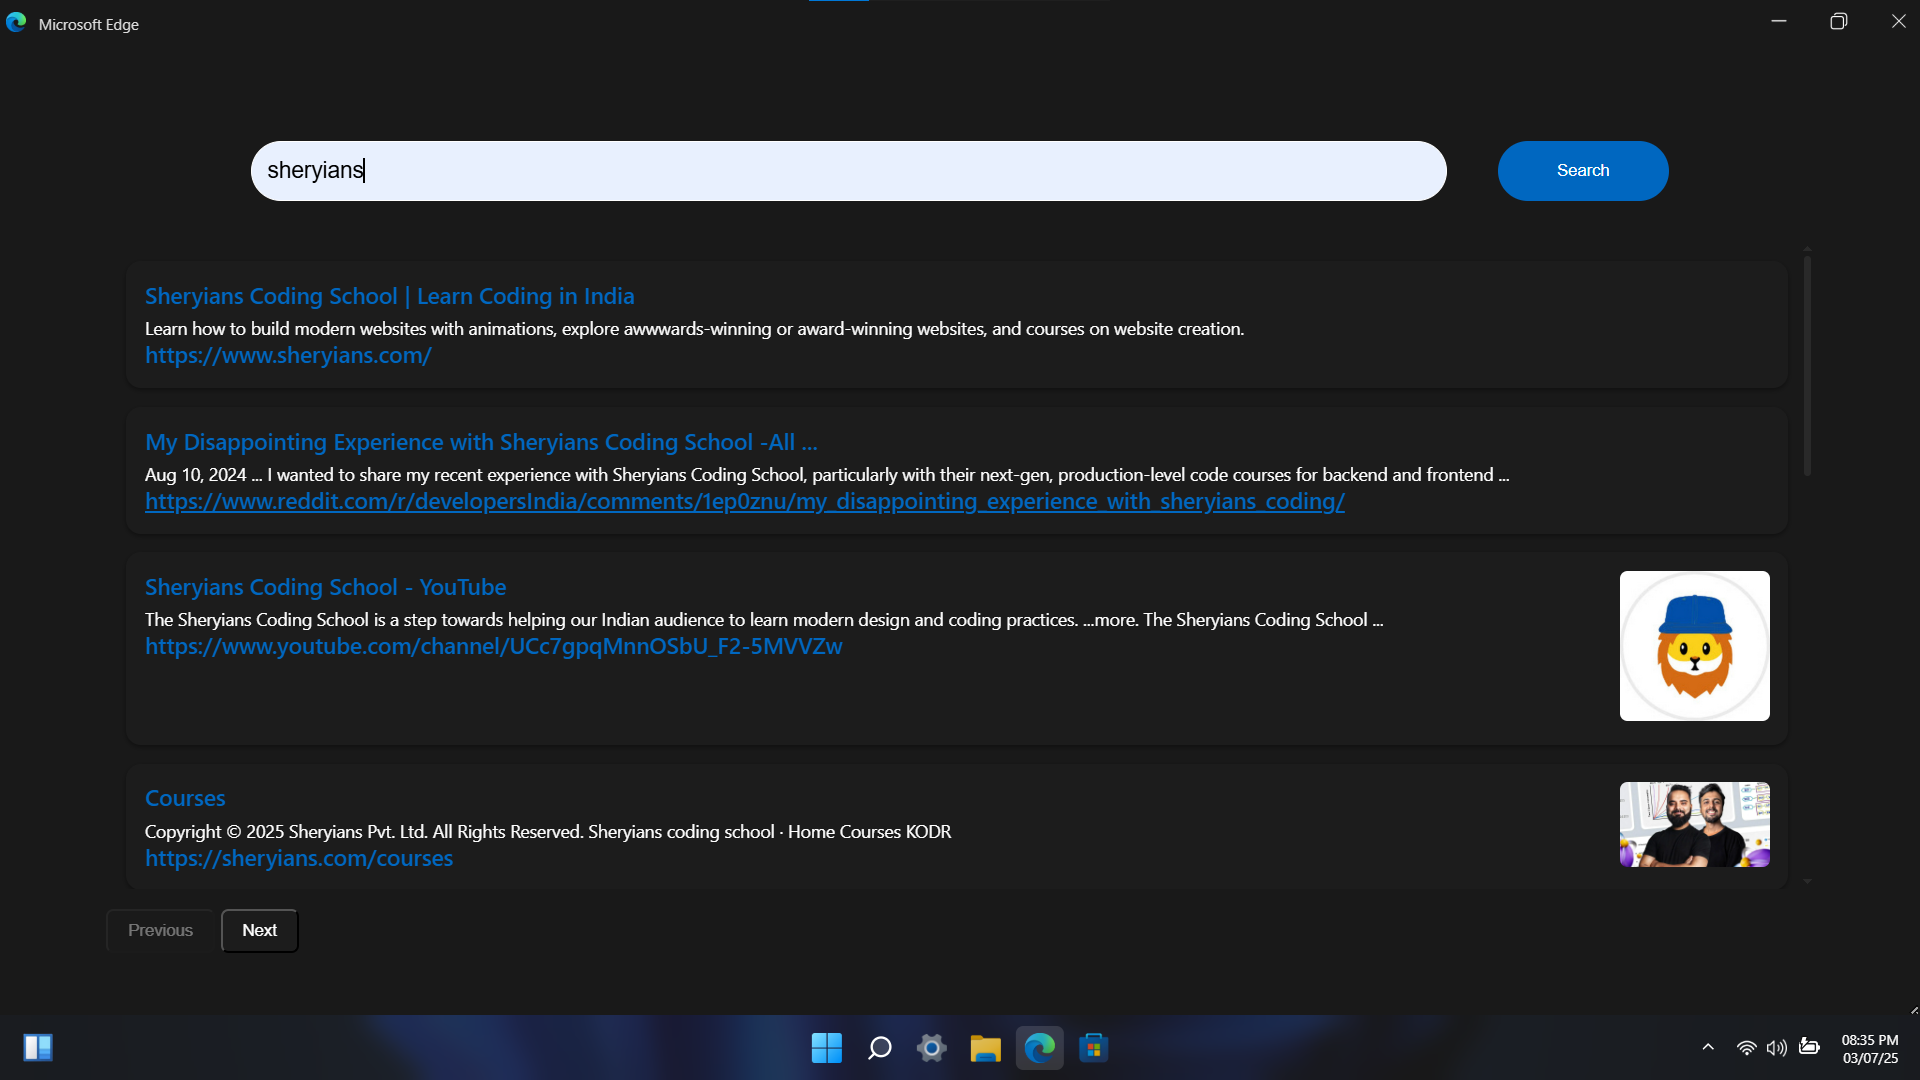 Microsoft Edge
sheryians
Search
Sheryians Coding School | Learn Coding in India
Learn how to build modern websites with animations, explore awwwards-winning or award-winning websites, and courses on website creation.
https://www.sheryians.com/
My Disappointing Experience with Sheryians Coding School -All ...
Aug 10, 2024 ... I wanted to share my recent experience with Sheryians Coding School, particularly with their next-gen, production-level code courses for backend and frontend ...
https://www.reddit.com/r/developersIndia/comments/1ep0znu/my_disappointing_experience_with_sheryians_coding/
Sheryians Coding School - YouTube
The Sheryians Coding School is a step towards helping our Indian audience to learn modern design and coding practices. ...more. The Sheryians Coding School ...
https://www.youtube.com/channel/UCc7gpqMnnOSbU_F2-5MVVZw
Courses
Copyright © 2025 Sheryians Pvt. Ltd. All Rights Reserved. Sheryians coding school · Home Courses KODR
https://sheryians.com/courses
Previous
Next
08:35 PM
03/07/25